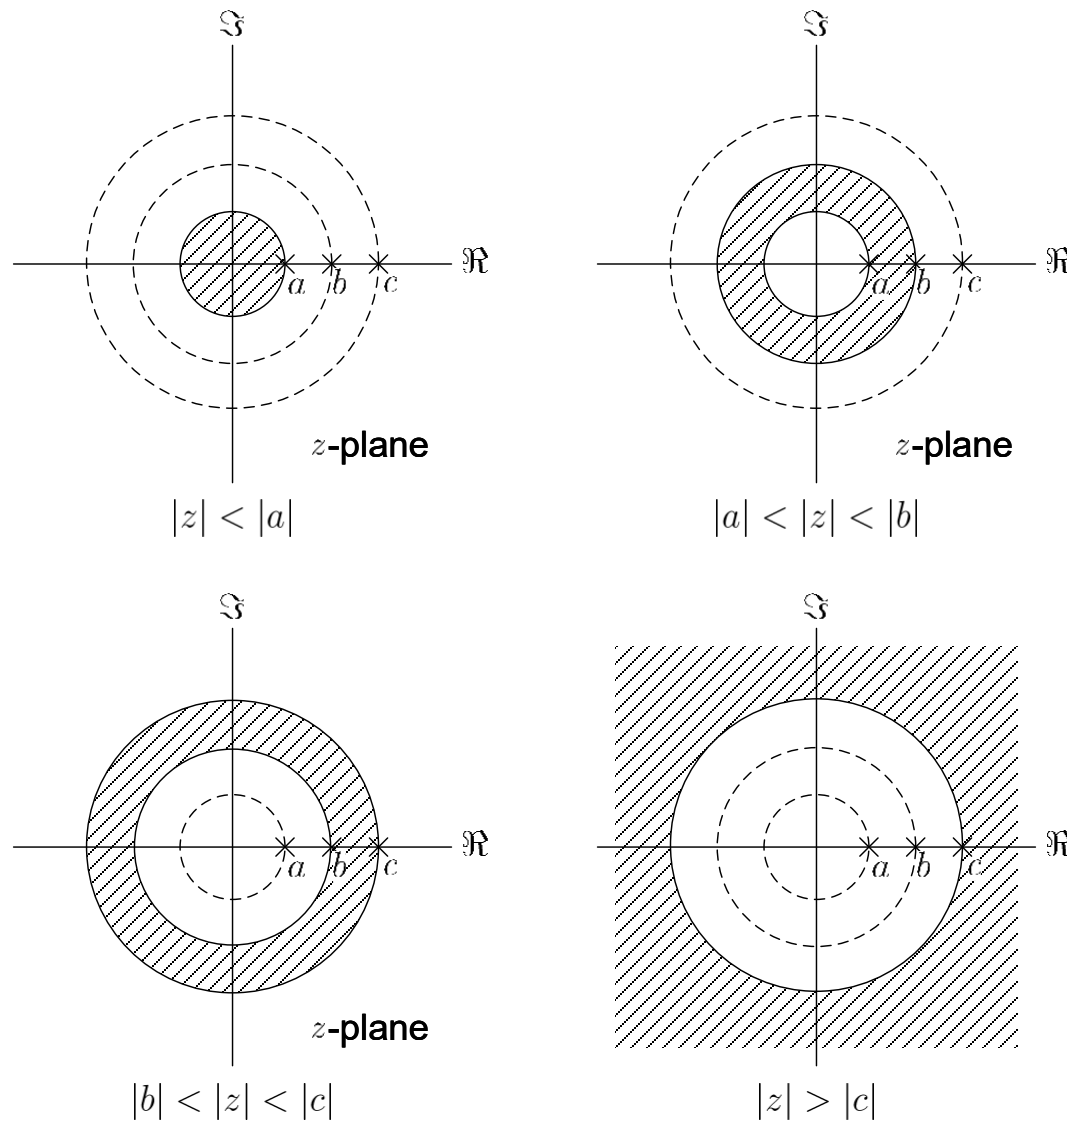 ℑ
ℑ
ℜ
a b c
ℜ
a b c
z-plane
z-plane
|z| < |a|
|a| < |z| < |b|
ℑ
ℑ
ℜ
a b c
ℜ
a b c
z-plane
|b| < |z| < |c|
|z| > |c|